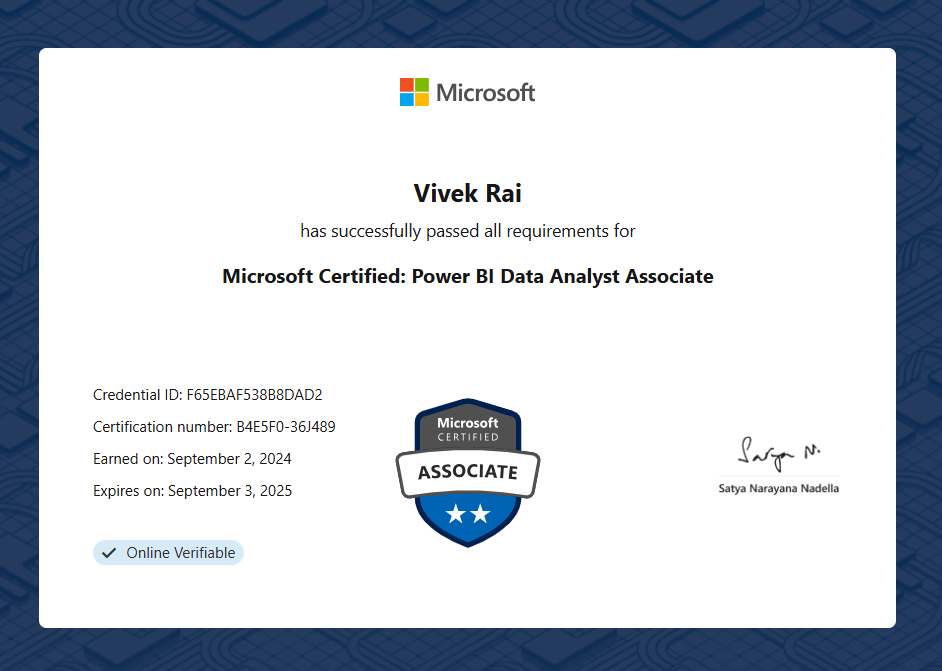 Microsoft
Vivek Rai
has successfully passed all requirements for
Microsoft Certified: Power BI Data Analyst Associate
Credential ID: F65EBAF538B8DAD2
Certification number: B4E5F0-36J489
Earned on: September 2, 2024
Expires on: September 3, 2025
Online Verifiable
Microsoft
CERTIFIED
ASSOCIATE
Satya N.
Satya Narayana Nadella